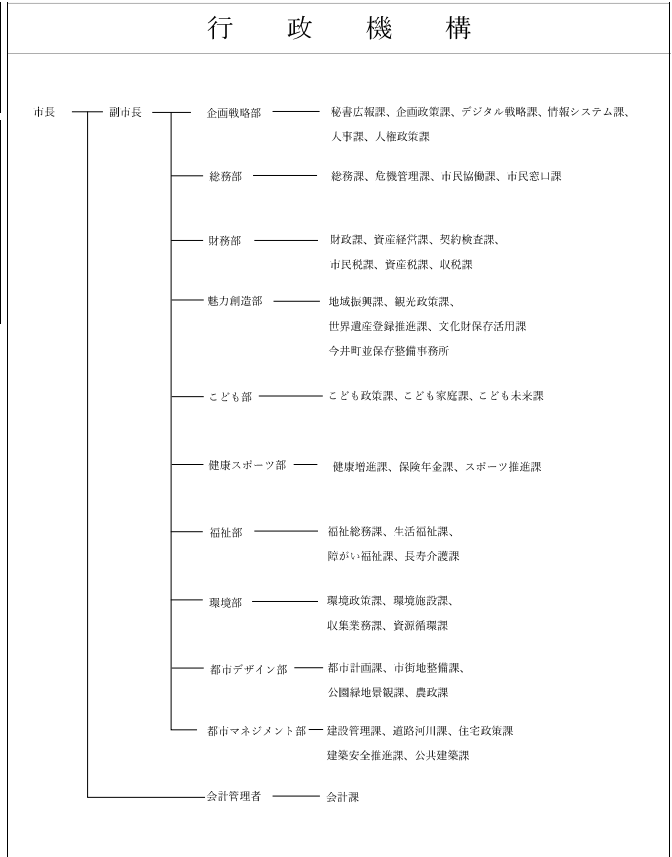 行政機構
市長 副市長 企画戦略部 秘書広報課、企画政策課、デジタル戦略課、情報システム課、
人事課、人権政策課
総務部 総務課、危機管理課、市民協働課、市民窓口課
財務部 財政課、資産経営課、契約検査課、
市民税課、資産税課、収税課
魅力創造部 地域振興課、観光政策課、
世界遺産登録推進課、文化財保存活用課
今井町並保存整備事務所
こども部 こども政策課、こども家庭課、こども未来課
健康スポーツ部 健康増進課、保険年金課、スポーツ推進課
福祉部 福祉総務課、生活福祉課、
障がい福祉課、長寿介護課
環境部 環境政策課、環境施設課、
収集業務課、資源循環課
都市デザイン部 都市計画課、市街地整備課、
公園緑地景観課、農政課
都市マネジメント部 建設管理課、道路河川課、住宅政策課
建築安全推進課、公共建築課
会計管理者 会計課